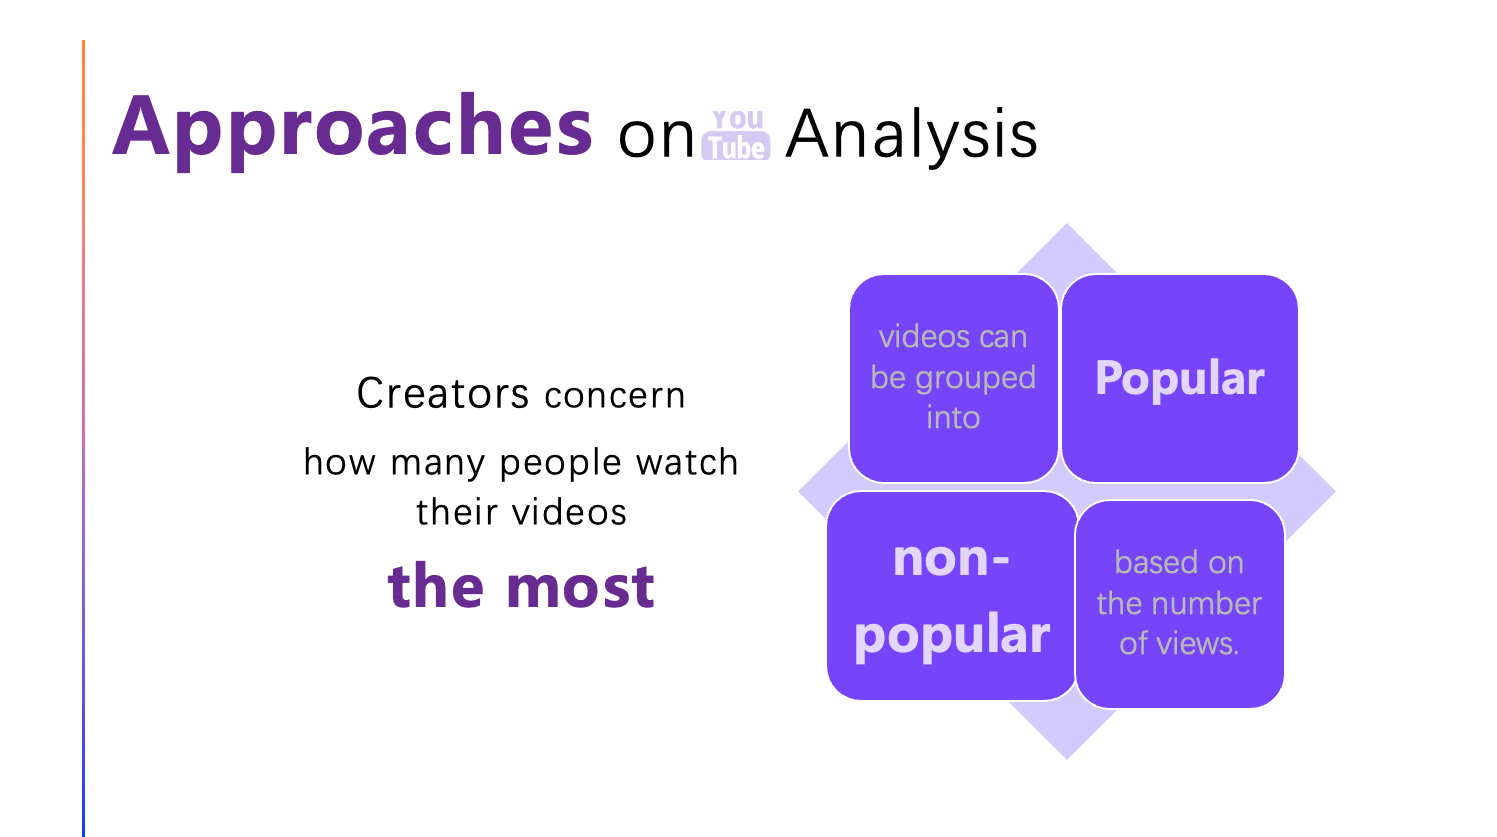 Approaches on YouTube Analysis
Creators concern
how many people watch
their videos
the most
videos can
be grouped
into
Popular
non-
popular
based on
the number
of views.